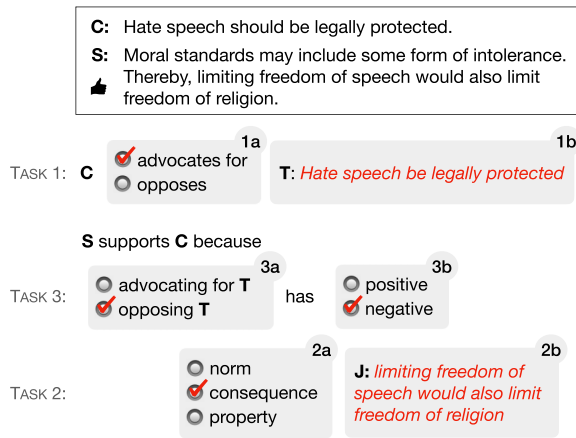 C: Hate speech should be legally protected.
S: Moral standards may include some form of intolerance.
Thereby, limiting freedom of speech would also limit
freedom of religion.
1a
1b
TASK 1: C
advocates for
opposes
T: Hate speech be legally protected
S supports C because
3a
3b
TASK 3:
advocating for T
opposing T
has
positive
negative
2a
2b
TASK 2:
norm
consequence
property
J: limiting freedom of
speech would also limit
freedom of religion